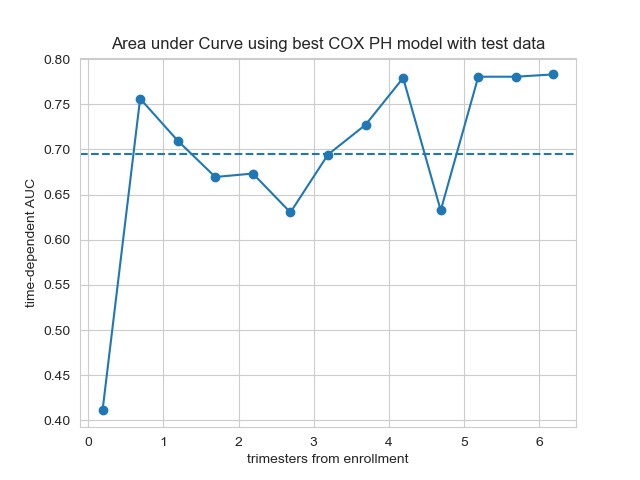 Area under Curve using best COX PH model with test data
time-dependent AUC
0.80
0.75
0.70
0.65
0.60
0.55
0.50
0.45
0.40
0 1 2 3 4 5 6
trimesters from enrollment